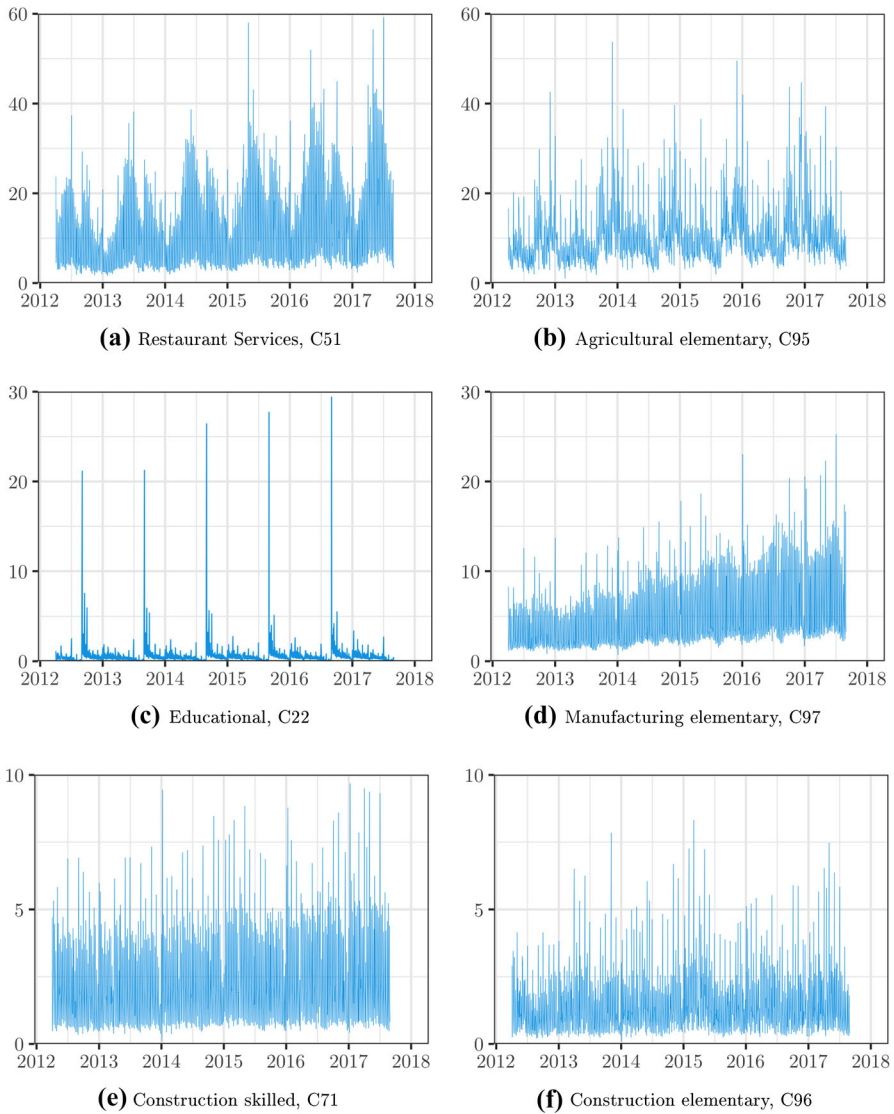 60
40
20
0
2012 2013 2014 2015 2016 2017 2018
(a) Restaurant Services, C51
60
40
20
0
2012 2013 2014 2015 2016 2017 2018
(b) Agricultural elementary, C95
30
20
10
0
2012 2013 2014 2015 2016 2017 2018
(c) Educational, C22
30
20
10
0
2012 2013 2014 2015 2016 2017 2018
(d) Manufacturing elementary, C97
10
5
0
2012 2013 2014 2015 2016 2017 2018
(e) Construction skilled, C71
10
5
0
2012 2013 2014 2015 2016 2017 2018
(f) Construction elementary, C96